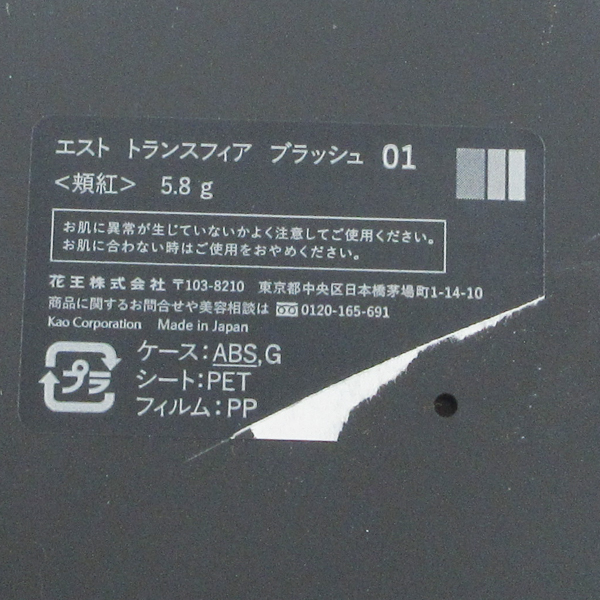 エスト トランスフィア ブラッシュ 01
<頬紅> 5.8 g
お肌に異常が生じていないかよく注意してご使用ください。
お肌に合わない時はご使用をおやめください。
花王株式会社 〒103-8210 東京都中央区日本橋茅場町1-14-10
商品に関するお問合せや美容相談は 0120-165-691
Kao Corporation Made in Japan
プラ
ケース:ABS,G
シート:PET
フィルム:PP